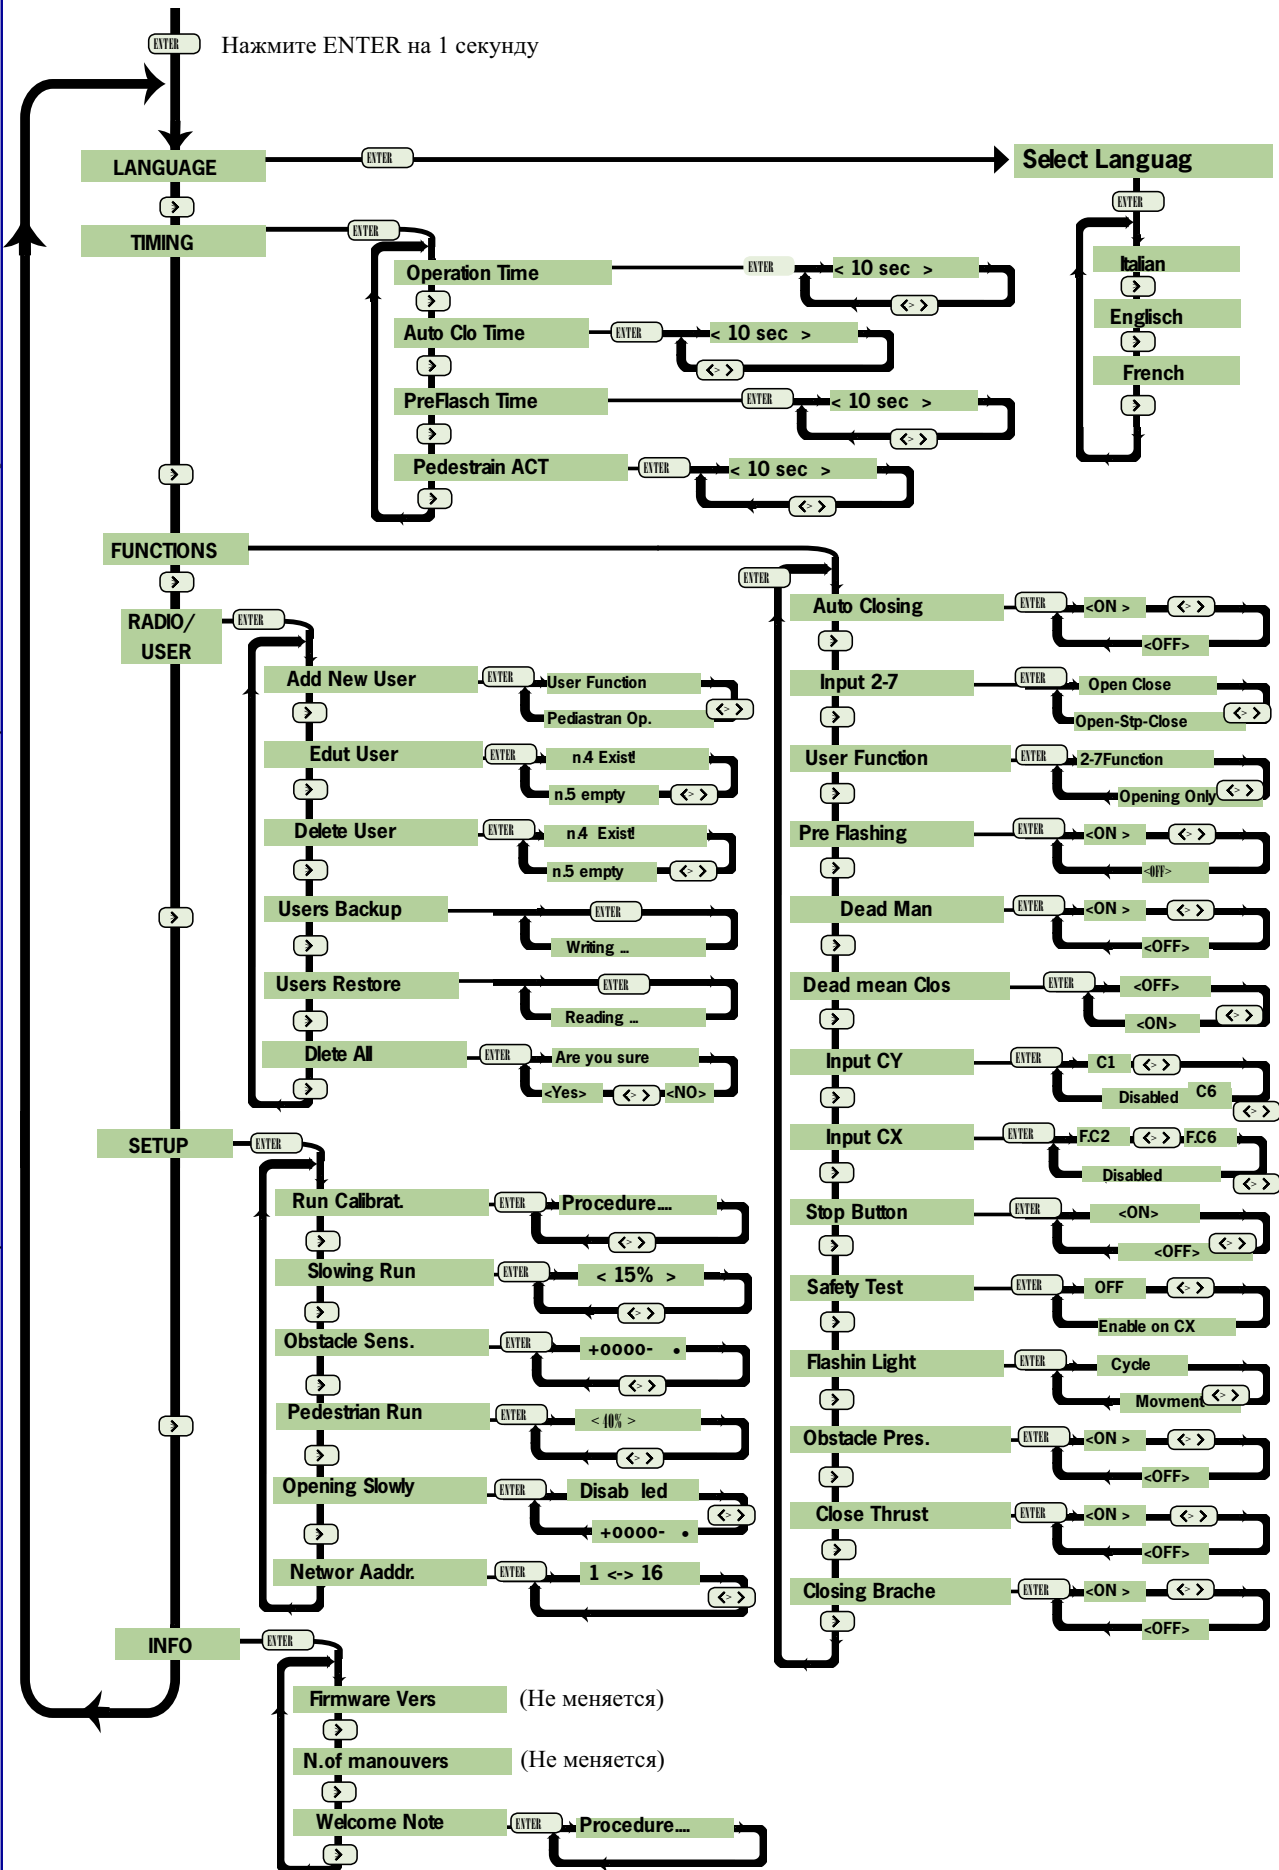 ENTER Нажмите ENTER на 1 секунду
LANGUAGE ENTER Select Languag
ENTER
TIMING ENTER
Italian
Englisch
French
Operation Time ENTER < 10 sec >
<>
Auto Clo Time ENTER < 10 sec >
<>
PreFlasch Time ENTER < 10 sec >
<>
Pedestrain ACT ENTER < 10 sec >
<>
FUNCTIONS
ENTER
Auto Closing ENTER <ON > <>
<OFF>
Input 2-7 ENTER Open Close
Open-Stp-Close <>
User Function ENTER 2-7Function
Opening Only <>
Pre Flashing ENTER <ON > <>
<OFF>
Dead Man ENTER <ON > <>
<OFF>
Dead mean Clos ENTER <OFF>
<ON> <>
Input CY ENTER C1 <>
Disabled C6 <>
Input CX ENTER F.C2 <> F.C6
Disabled <>
Stop Button ENTER <ON>
<OFF> <>
Safety Test ENTER OFF <>
Enable on CX
Flashin Light ENTER Cycle
Movment <>
Obstacle Pres. ENTER <ON > <>
<OFF>
Close Thrust ENTER <ON > <>
<OFF>
Closing Brache ENTER <ON > <>
<OFF>
RADIO/
USER
ENTER
Add New User ENTER User Function
Pediastran Op. <>
Edut User ENTER n.4 Exist!
n.5 empty <>
Delete User ENTER n.4 Exist!
n.5 empty <>
Users Backup ENTER
Writing ...
Users Restore ENTER
Reading ...
Dlete All ENTER Are you sure
<Yes> <> <NO>
SETUP ENTER
Run Calibrat. ENTER Procedure....
<>
Slowing Run ENTER < 15% >
<>
Obstacle Sens. ENTER +oooo- •
<>
Pedestrian Run ENTER < 40% >
<>
Opening Slowly ENTER Disab led
+oooo- • <>
Networ Aaddr. ENTER 1 <-> 16
<>
INFO ENTER
Firmware Vers (Не меняется)
N.of manouvers (Не меняется)
Welcome Note ENTER Procedure....